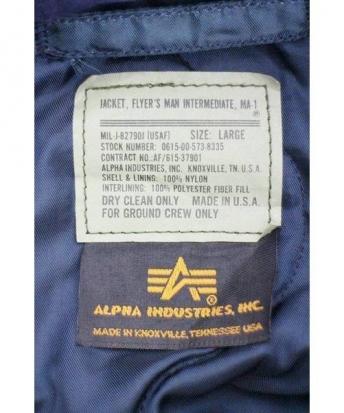 JACKET, FLYER'S MAN INTERMEDIATE, MA-1 ®
MIL-J-8279DJ (USAF) SIZE: LARGE
STOCK NUMBER: 0615-00-573-8335
CONTRACT NO.:AF/615-37901
ALPHA INDUSTRIES, INC. KNOXVILLE, TN. U.S.A.
SHELL & LINING: 100% NYLON
INTERLINING: 100% POLYESTER FIBER FILL
DRY CLEAN ONLY MADE IN U.S.A.
FOR GROUND CREW ONLY
®
ALPHA INDUSTRIES, INC.
MADE IN KNOXVILLE, TENNESSEE USA